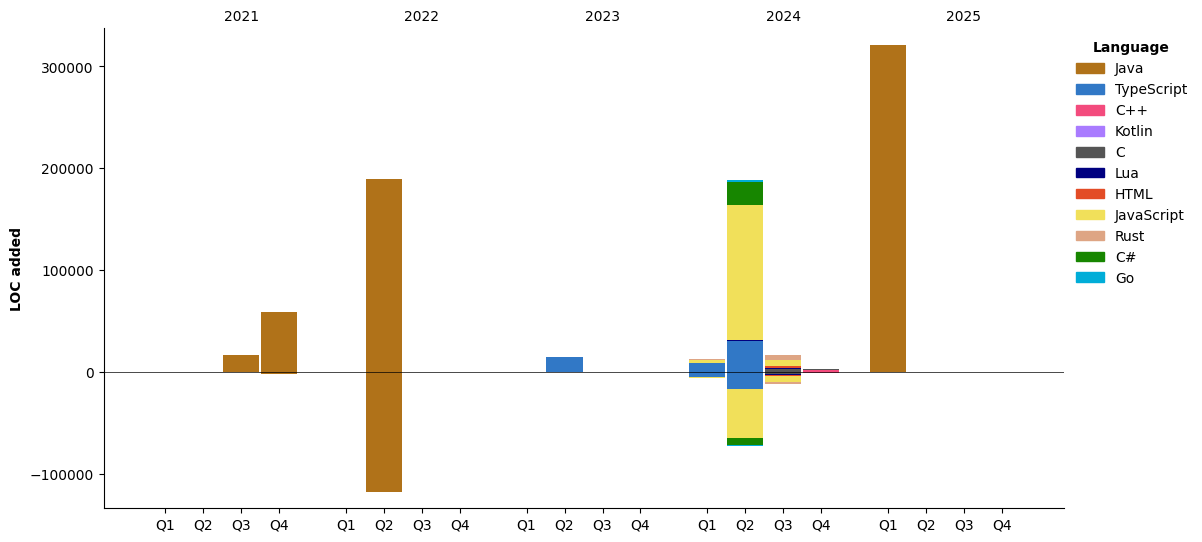 2021 2022 2023 2024 2025
Language
Java
TypeScript
C++
Kotlin
C
Lua
HTML
JavaScript
Rust
C#
Go
LOC added
300000
200000
100000
0
−100000
Q1 Q2 Q3 Q4 Q1 Q2 Q3 Q4 Q1 Q2 Q3 Q4 Q1 Q2 Q3 Q4 Q1 Q2 Q3 Q4